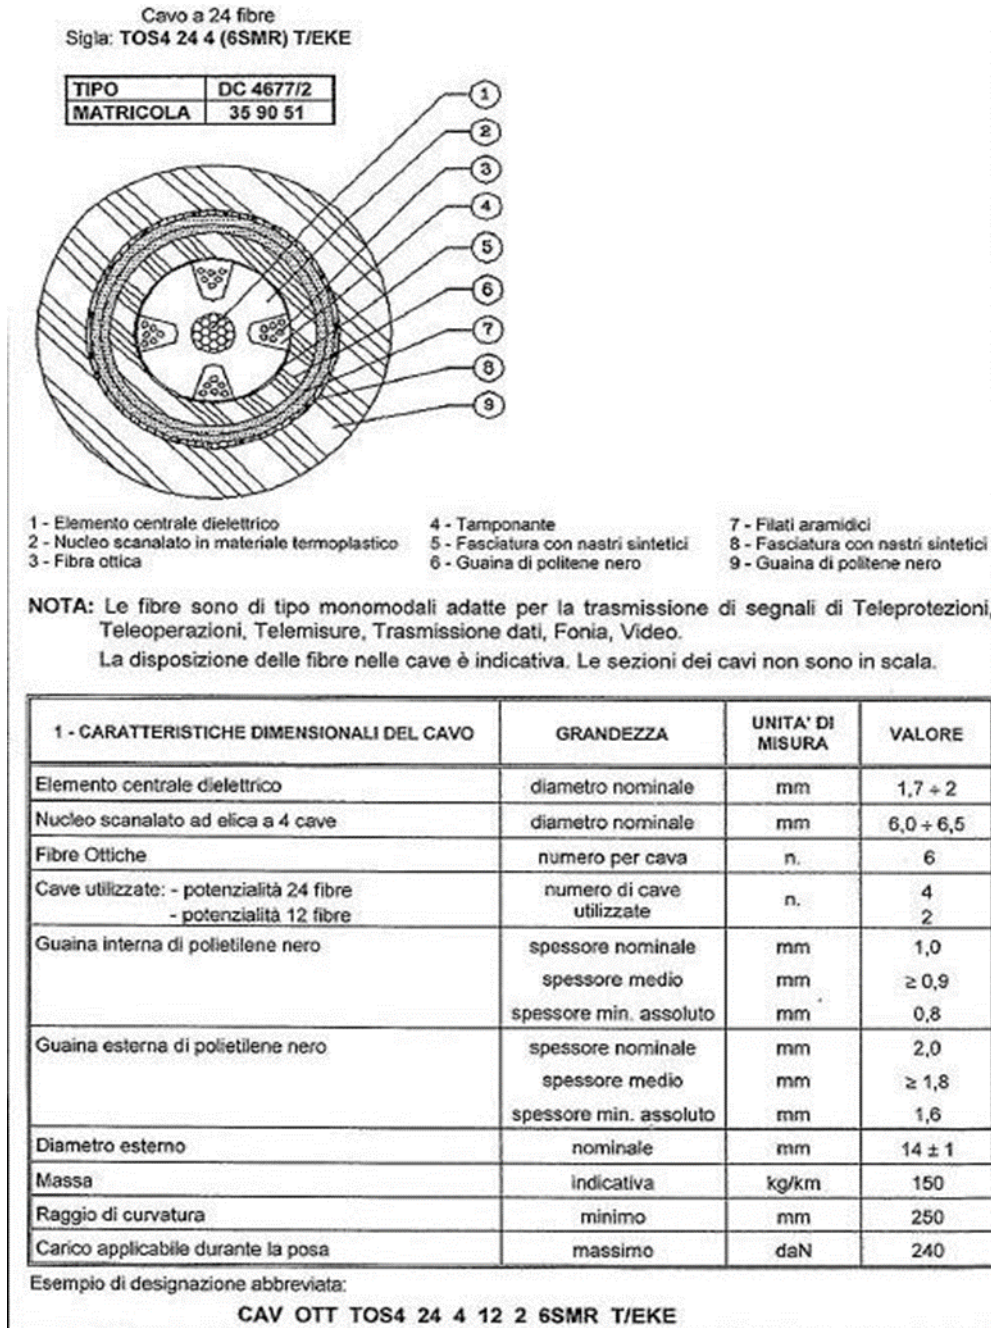 Cavo a 24 fibre
Sigla: TOS4 24 4 (6SMR) T/EKE
TIPO DC 4677/2
MATRICOLA 35 90 51
1
2
3
4
5
6
7
8
9
1 - Elemento centrale dielettrico
2 - Nucleo scanalato in materiale termoplastico
3 - Fibra ottica
4 - Tamponante
5 - Fasciatura con nastri sintetici
6 - Guaina di politene nero
7 - Filati aramidici
8 - Fasciatura con nastri sintetici
9 - Guaina di politene nero
NOTA: Le fibre sono di tipo monomodali adatte per la trasmissione di segnali di Teleprotezioni,
Teleoperazioni, Telemisure, Trasmissione dati, Fonia, Video.
La disposizione delle fibre nelle cave è indicativa. Le sezioni dei cavi non sono in scala.
1 - CARATTERISTICHE DIMENSIONALI DEL CAVO GRANDEZZA UNITA' DI MISURA VALORE
Elemento centrale dielettrico diametro nominale mm 1,7 ÷ 2
Nucleo scanalato ad elica a 4 cave diametro nominale mm 6,0 ÷ 6,5
Fibre Ottiche numero per cava n. 6
Cave utilizzate: - potenzialità 24 fibre numero di cave n. 4
- potenzialità 12 fibre utilizzate 2
Guaina interna di polietilene nero spessore nominale mm 1,0
spessore medio mm ≥ 0,9
spessore min. assoluto mm 0,8
Guaina esterna di polietilene nero spessore nominale mm 2,0
spessore medio mm ≥ 1,8
spessore min. assoluto mm 1,6
Diametro esterno nominale mm 14 ± 1
Massa indicativa kg/km 150
Raggio di curvatura minimo mm 250
Carico applicabile durante la posa massimo daN 240
Esempio di designazione abbreviata:
CAV OTT TOS4 24 4 12 2 6SMR T/EKE